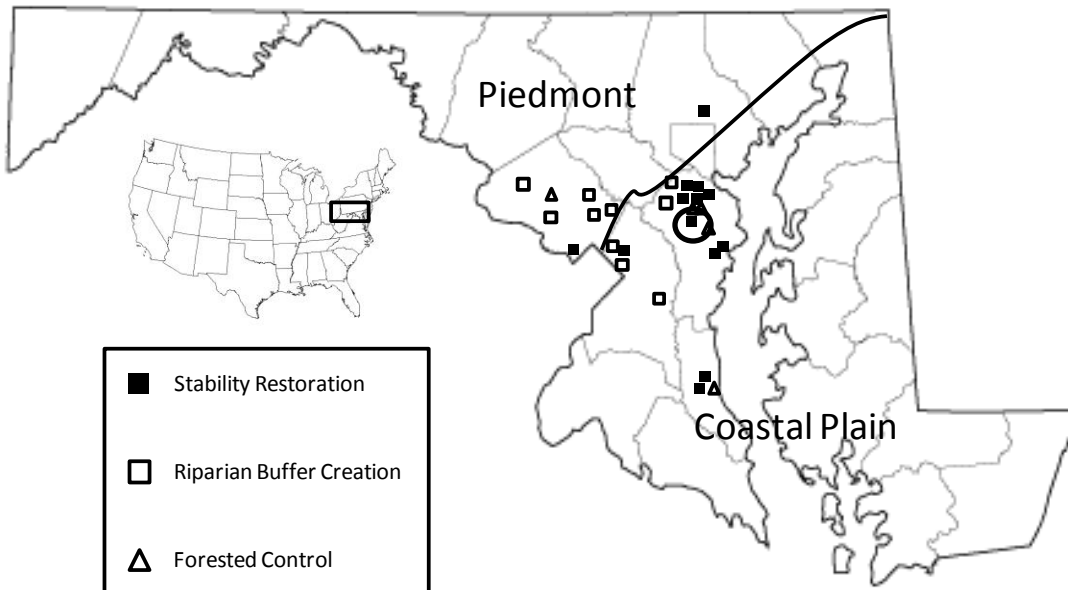 Piedmont
Coastal Plain
Stability Restoration
Riparian Buffer Creation
Forested Control